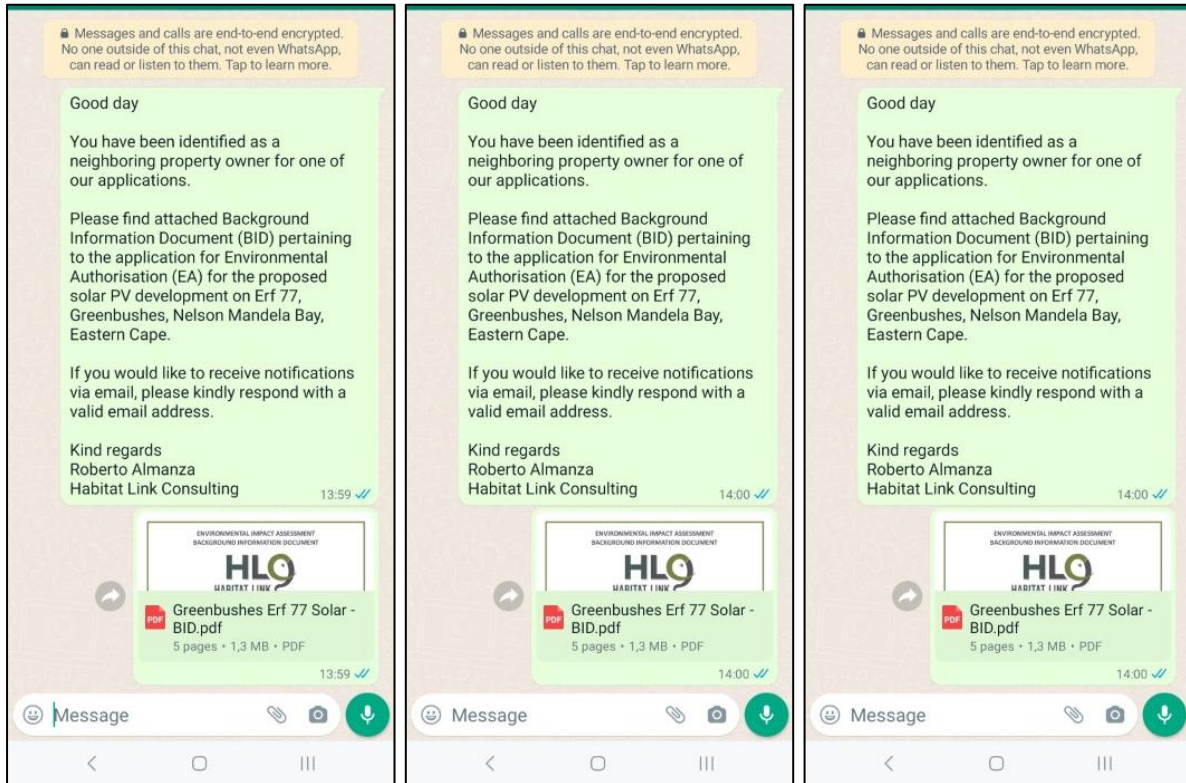 Messages and calls are end-to-end encrypted.
No one outside of this chat, not even WhatsApp,
can read or listen to them. Tap to learn more.
Good day
You have been identified as a
neighboring property owner for one of
our applications.
Please find attached Background
Information Document (BID) pertaining
to the application for Environmental
Authorisation (EA) for the proposed
solar PV development on Erf 77,
Greenbushes, Nelson Mandela Bay,
Eastern Cape.
If you would like to receive notifications
via email, please kindly respond with a
valid email address.
Kind regards
Roberto Almanza
Habitat Link Consulting
13:59
ENVIRONMENTAL IMPACT ASSESSMENT
BACKGROUND INFORMATION DOCUMENT
HL
HABITAT LINK
PDF
Greenbushes Erf 77 Solar -
BID.pdf
5 pages • 1,3 MB • PDF
13:59
Message
Messages and calls are end-to-end encrypted.
No one outside of this chat, not even WhatsApp,
can read or listen to them. Tap to learn more.
Good day
You have been identified as a
neighboring property owner for one of
our applications.
Please find attached Background
Information Document (BID) pertaining
to the application for Environmental
Authorisation (EA) for the proposed
solar PV development on Erf 77,
Greenbushes, Nelson Mandela Bay,
Eastern Cape.
If you would like to receive notifications
via email, please kindly respond with a
valid email address.
Kind regards
Roberto Almanza
Habitat Link Consulting
14:00
ENVIRONMENTAL IMPACT ASSESSMENT
BACKGROUND INFORMATION DOCUMENT
HL
HABITAT LINK
PDF
Greenbushes Erf 77 Solar -
BID.pdf
5 pages • 1,3 MB • PDF
14:00
Message
Messages and calls are end-to-end encrypted.
No one outside of this chat, not even WhatsApp,
can read or listen to them. Tap to learn more.
Good day
You have been identified as a
neighboring property owner for one of
our applications.
Please find attached Background
Information Document (BID) pertaining
to the application for Environmental
Authorisation (EA) for the proposed
solar PV development on Erf 77,
Greenbushes, Nelson Mandela Bay,
Eastern Cape.
If you would like to receive notifications
via email, please kindly respond with a
valid email address.
Kind regards
Roberto Almanza
Habitat Link Consulting
14:00
ENVIRONMENTAL IMPACT ASSESSMENT
BACKGROUND INFORMATION DOCUMENT
HL
HABITAT LINK
PDF
Greenbushes Erf 77 Solar -
BID.pdf
5 pages • 1,3 MB • PDF
14:00
Message